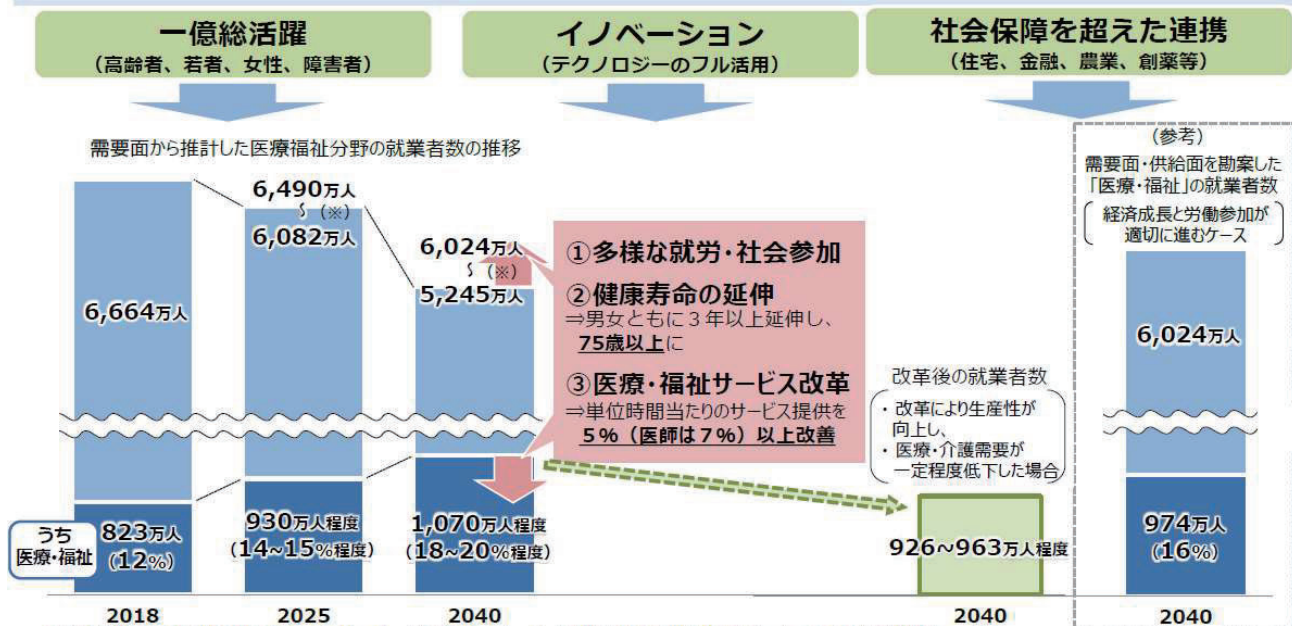 一億総活躍
（高齢者、若者、女性、障害者）
イノベーション
（テクノロジーのフル活用）
社会保障を超えた連携
（住宅、金融、農業、創薬等）
需要面から推計した医療福祉分野の就業者数の推移
6,664万人
6,490万人
～（※）
6,082万人
6,024万人
～（※）
5,245万人
うち
医療・福祉
823万人
（12%）
930万人程度
（14~15%程度）
1,070万人程度
（18~20%程度）
2018
2025
2040
①多様な就労・社会参加
②健康寿命の延伸
⇒男女ともに３年以上延伸し、
75歳以上に
③医療・福祉サービス改革
⇒単位時間当たりのサービス提供を
５％（医師は７％）以上改善
改革後の就業者数
・改革により生産性が
向上し、
・医療・介護需要が
一定程度低下した場合
926～963万人程度
2040
（参考）
需要面・供給面を勘案した
「医療・福祉」の就業者数
経済成長と労働参加が
適切に進むケース
6,024万人
974万人
（16%）
2040